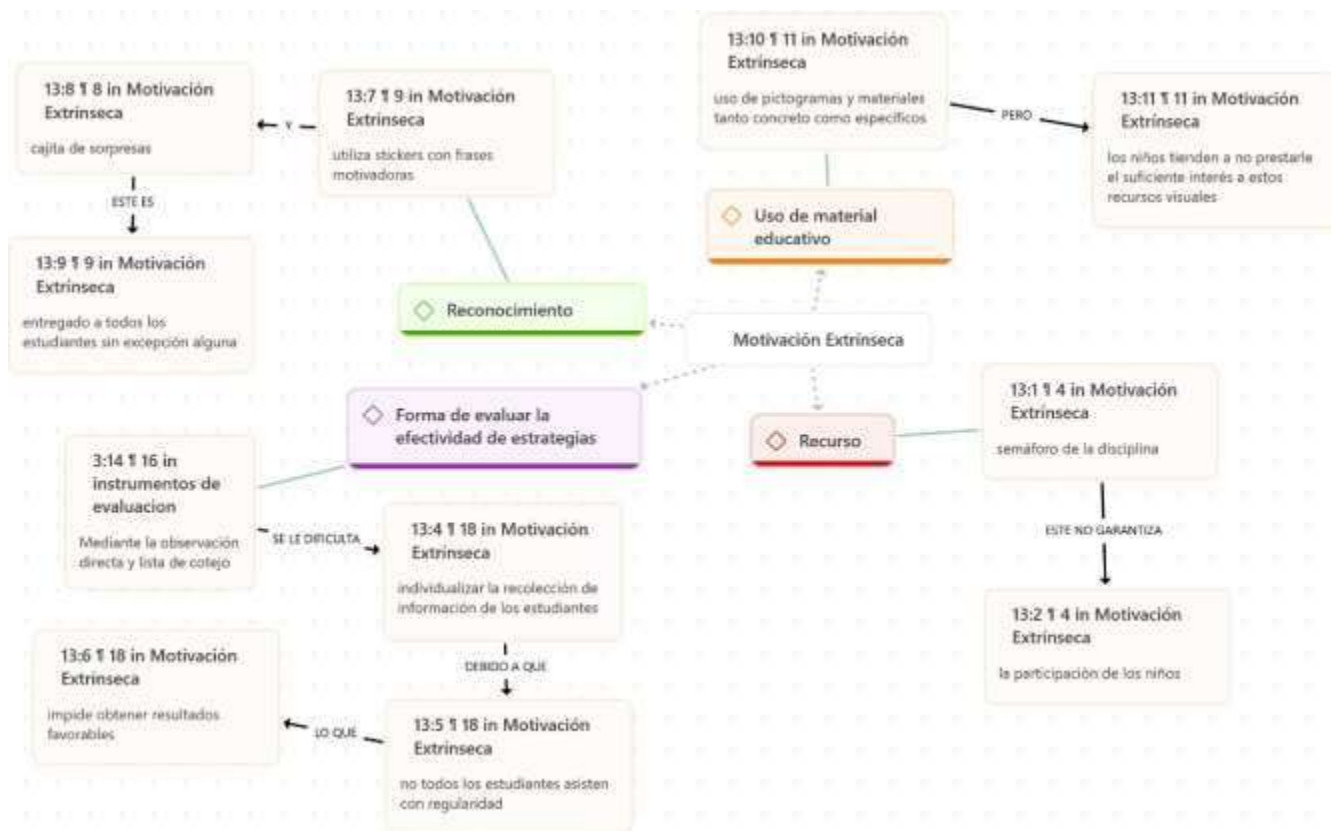 13:8 ¶ 8 in Motivación
Extrínseca
cajita de sorpresas
Y
13:7 ¶ 9 in Motivación
Extrínseca
utiliza stickers con frases
motivadoras
ESTE ES
13:9 ¶ 9 in Motivación
Extrínseca
entregado a todos los
estudiantes sin excepción alguna
13:10 ¶ 11 in Motivación
Extrínseca
uso de pictogramas y materiales
tanto concreto como específicos
PERO
13:11 ¶ 11 in Motivación
Extrínseca
los niños tienden a no prestarle
el suficiente interés a estos
recursos visuales
Uso de material
educativo
Reconocimiento
Motivación Extrínseca
Forma de evaluar la
efectividad de estrategias
Recurso
13:1 ¶ 4 in Motivación
Extrínseca
semáforo de la disciplina
ESTE NO GARANTIZA
13:2 ¶ 4 in Motivación
Extrínseca
la participación de los niños
3:14 ¶ 16 in
instrumentos de
evaluacion
Mediante la observación
directa y lista de cotejo
SE LE DIFICULTA
13:4 ¶ 18 in Motivación
Extrínseca
individualizar la recolección de
información de los estudiantes
DEBIDO A QUE
13:5 ¶ 18 in Motivación
Extrínseca
no todos los estudiantes asisten
con regularidad
LO QUE
13:6 ¶ 18 in Motivación
Extrínseca
impide obtener resultados
favorables